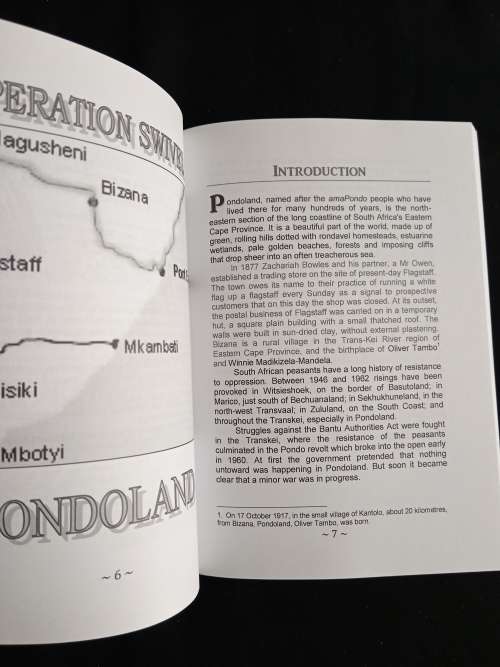 PERATION SWIVEL
agusheni
Bizana
staff
Port
Mkambati
isiki
Mbotyi
ONDOLAND
~ 6 ~
INTRODUCTION
Pondoland, named after the amaPondo people who have
lived there for many hundreds of years, is the north-
eastern section of the long coastline of South Africa's Eastern
Cape Province. It is a beautiful part of the world, made up of
green, rolling hills dotted with rondavel homesteads, estuarine
wetlands, pale golden beaches, forests and imposing cliffs
that drop sheer into an often treacherous sea.
In 1877 Zachariah Bowles and his partner, a Mr Owen,
established a trading store on the site of present-day Flagstaff.
The town owes its name to their practice of running a white
flag up a flagstaff every Sunday as a signal to prospective
customers that on this day the shop was closed. At its outset,
the postal business of Flagstaff was carried on in a temporary
hut, a square plain building with a small thatched roof. The
walls were built in sun-dried clay, without external plastering.
Bizana is a rural village in the Trans-Kei River region of
Eastern Cape Province, and the birthplace of Oliver Tambo¹
and Winnie Madikizela-Mandela.
South African peasants have a long history of resistance
to oppression. Between 1946 and 1962 risings have been
provoked in Witsieshoek, on the border of Basutoland; in
Marico, just south of Bechuanaland; in Sekhukhuneland, in the
north-west Transvaal; in Zululand, on the South Coast; and
throughout the Transkei, especially in Pondoland.
Struggles against the Bantu Authorities Act were fought
in the Transkei, where the resistance of the peasants
culminated in the Pondo revolt which broke into the open early
in 1960. At first the government pretended that nothing
untoward was happening in Pondoland. But soon it became
clear that a minor war was in progress.
1. On 17 October 1917, in the small village of Kantolo, about 20 kilometres,
from Bizana, Pondoland, Oliver Tambo, was born.
~ 7 ~